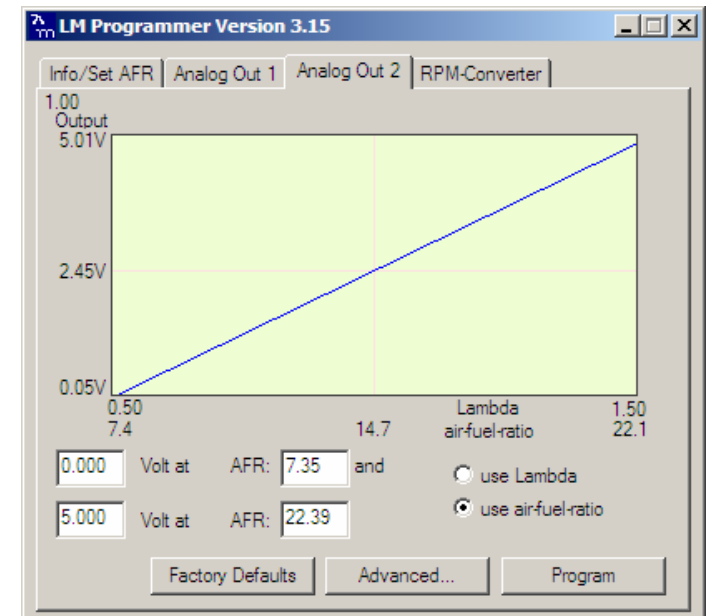 LM Programmer Version 3.15
Info/Set AFR Analog Out 1 Analog Out 2 RPM-Converter
1.00
Output
5.01V
2.45V
0.05V
0.50 Lambda 1.50
7.4 14.7 air-fuel-ratio 22.1
0.000 Volt at AFR: 7.35 and
use Lambda
5.000 Volt at AFR: 22.39
use air-fuel-ratio
Factory Defaults Advanced... Program